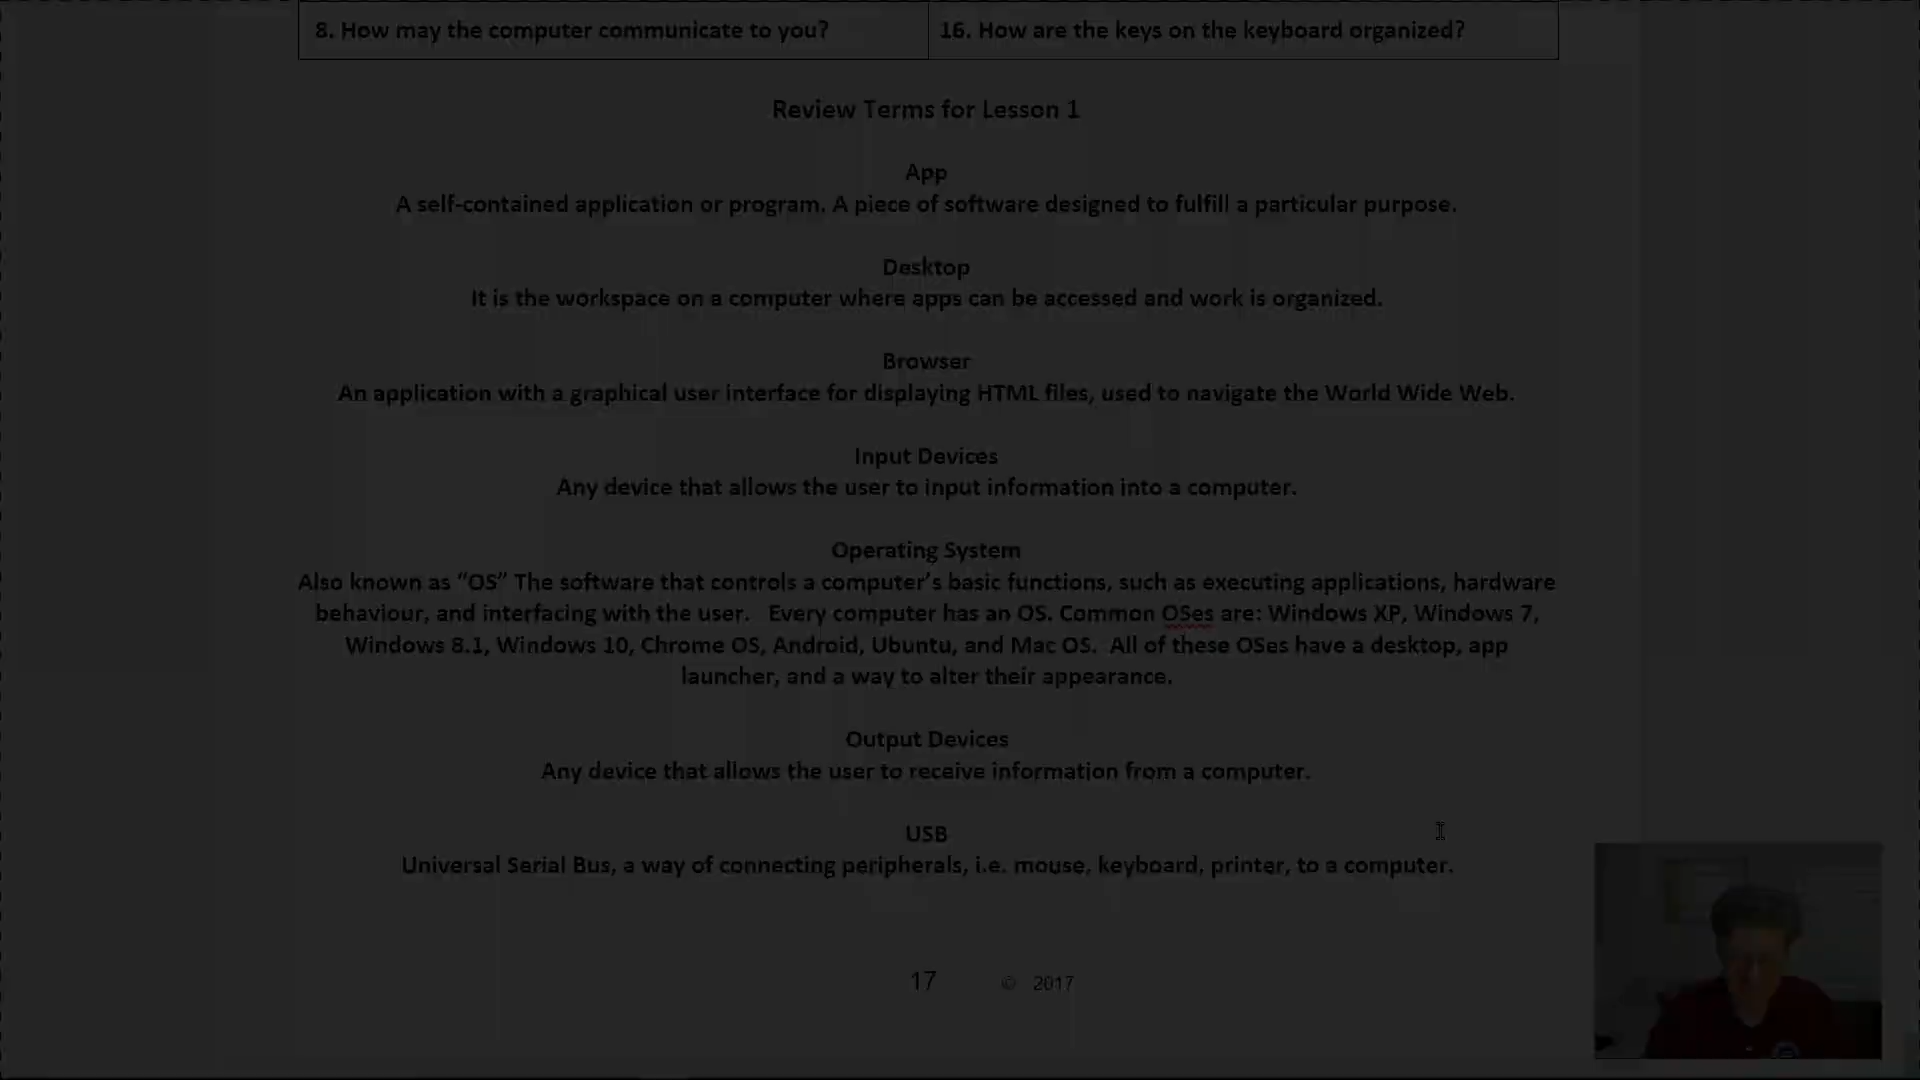 8. How may the computer communicate to you?
16. How are the keys on the keyboard organized?
Review Terms for Lesson 1
App
A self-contained application or program. A piece of software designed to fulfill a particular purpose.
Desktop
It is the workspace on a computer where apps can be accessed and work is organized.
Browser
An application with a graphical user interface for displaying HTML files, used to navigate the World Wide Web.
Input Devices
Any device that allows the user to input information into a computer.
Operating System
Also known as “OS” The software that controls a computer’s basic functions, such as executing applications, hardware
behaviour, and interfacing with the user. Every computer has an OS. Common OSes are: Windows XP, Windows 7,
Windows 8.1, Windows 10, Chrome OS, Android, Ubuntu, and Mac OS. All of these OSes have a desktop, app
launcher, and a way to alter their appearance.
Output Devices
Any device that allows the user to receive information from a computer.
USB
Universal Serial Bus, a way of connecting peripherals, i.e. mouse, keyboard, printer, to a computer.
17 © 2017